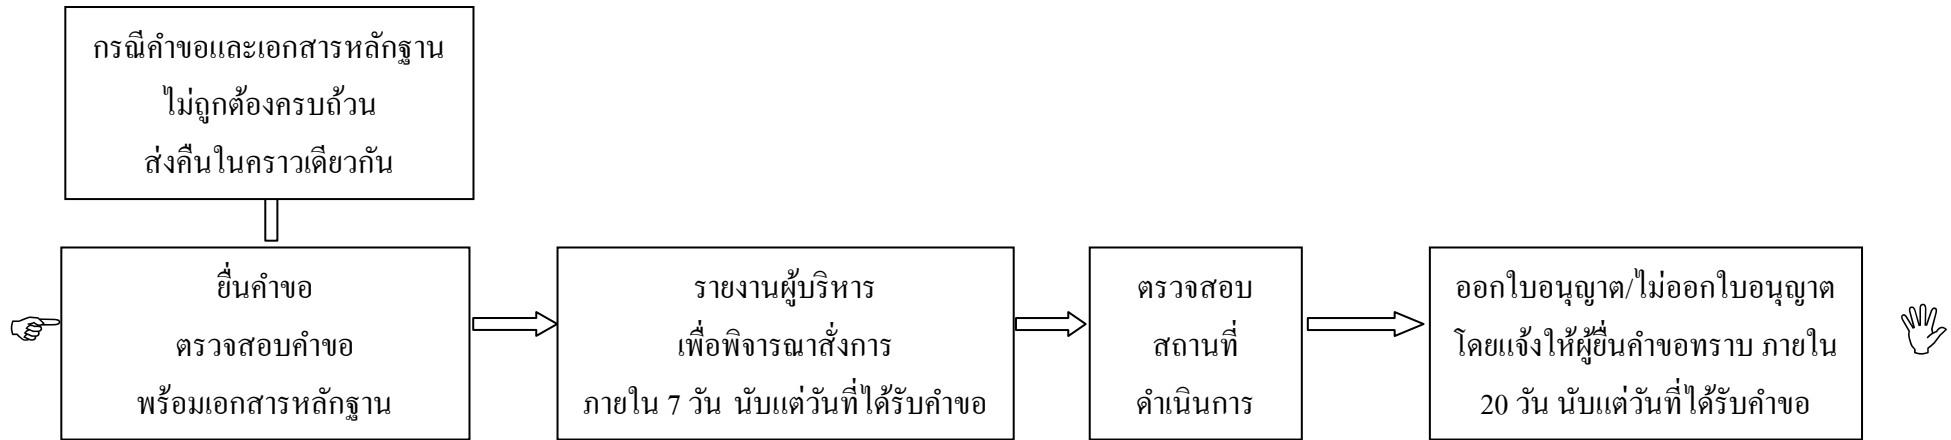 กรณีคำขอและเอกสารหลักฐาน
ไม่ถูกต้องครบถ้วน
ส่งคืนในคราวเดียวกัน
ยื่นคำขอ
ตรวจสอบคำขอ
พร้อมเอกสารหลักฐาน
รายงานผู้บริหาร
เพื่อพิจารณาสั่งการ
ภายใน 7 วัน นับแต่วันที่ได้รับคำขอ
ตรวจสอบ
สถานที่
ดำเนินการ
ออกใบอนุญาต/ไม่ออกใบอนุญาต
โดยแจ้งให้ผู้ยื่นคำขอทราบ ภายใน
20 วัน นับแต่วันที่ได้รับคำขอ